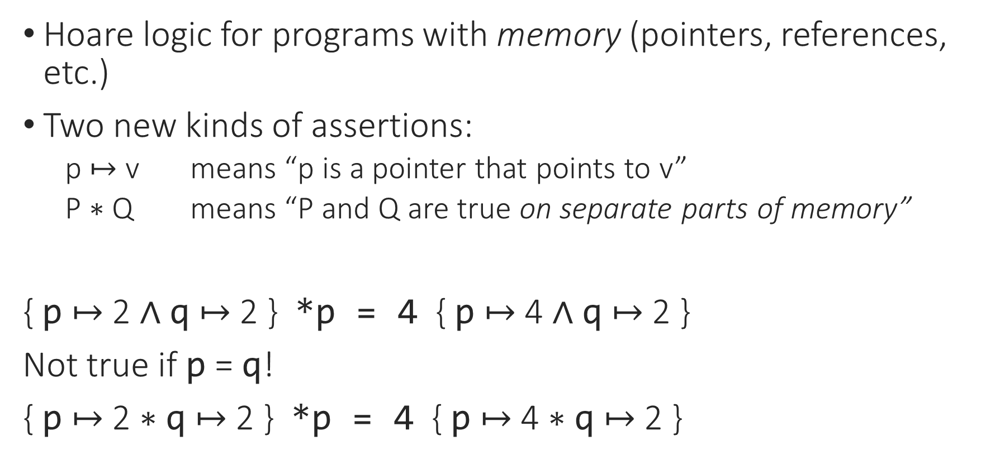 • Hoare logic for programs with memory (pointers, references,
etc.)
• Two new kinds of assertions:
p ↦ v means “p is a pointer that points to v”
P ∗ Q means “P and Q are true on separate parts of memory”
{ p ↦ 2 ∧ q ↦ 2 } *p = 4 { p ↦ 4 ∧ q ↦ 2 }
Not true if p = q!
{ p ↦ 2 ∗ q ↦ 2 } *p = 4 { p ↦ 4 ∗ q ↦ 2 }